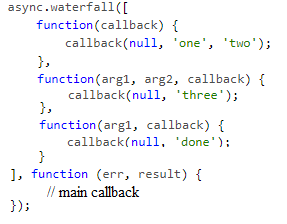 async.waterfall([
function(callback) {
callback(null, 'one', 'two');
},
function(arg1, arg2, callback) {
callback(null, 'three');
},
function(arg1, callback) {
callback(null, 'done');
}
], function (err, result) {
// main callback
});